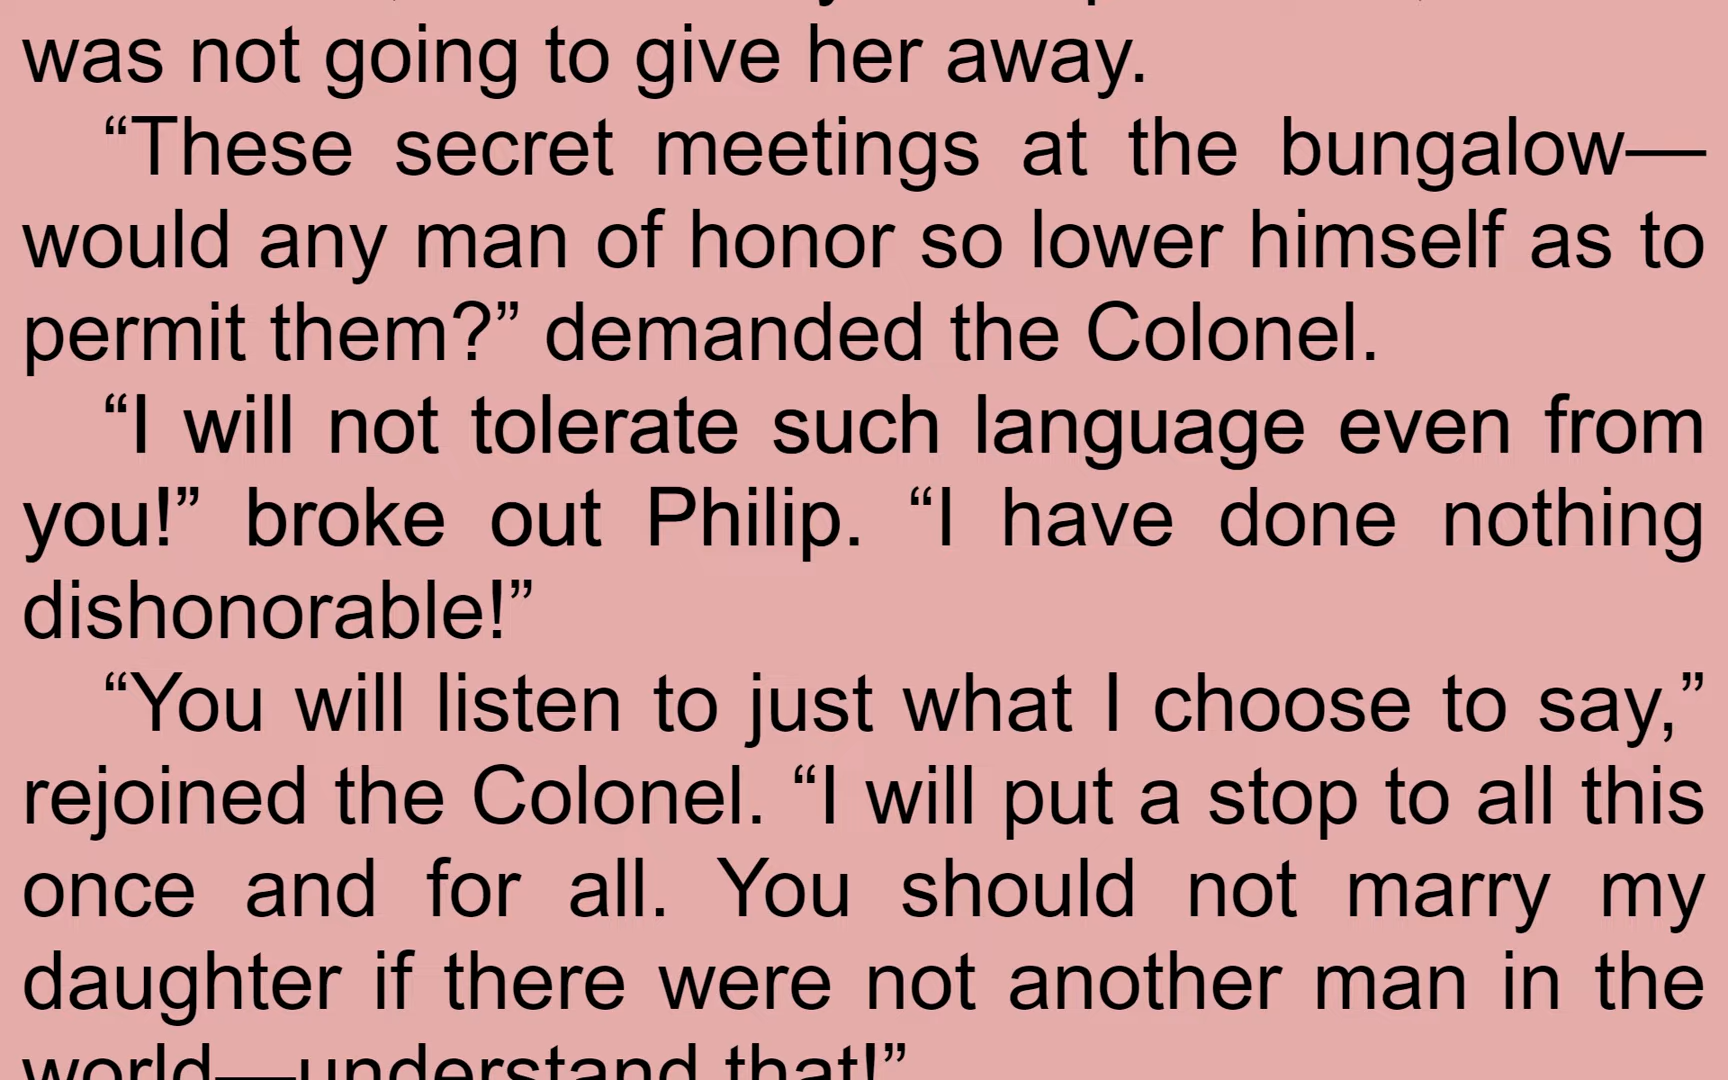 was not going to give her away.
“These secret meetings at the bungalow—
would any man of honor so lower himself as to
permit them?” demanded the Colonel.
“I will not tolerate such language even from
you!” broke out Philip. “I have done nothing
dishonorable!”
“You will listen to just what I choose to say,”
rejoined the Colonel. “I will put a stop to all this
once and for all. You should not marry my
daughter if there were not another man in the
world—understand that!”